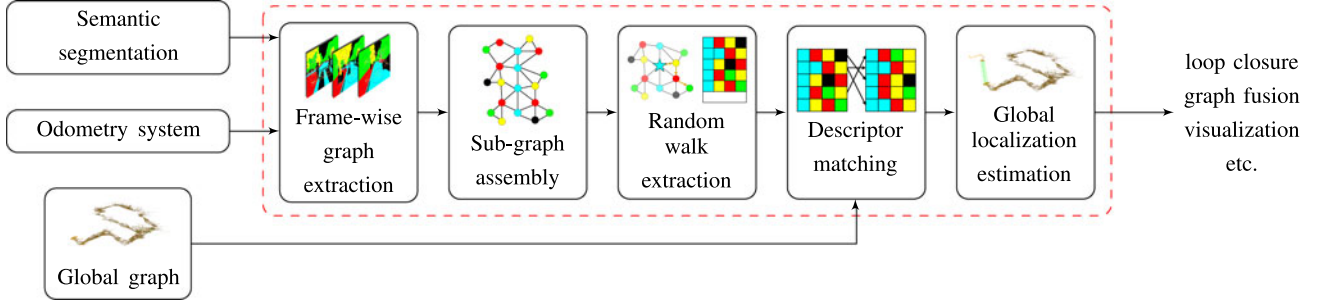 Semantic
segmentation
Odometry system
Global graph
Frame-wise
graph
extraction
Sub-graph
assembly
Random
walk
extraction
Descriptor
matching
Global
localization
estimation
loop closure
graph fusion
visualization
etc.